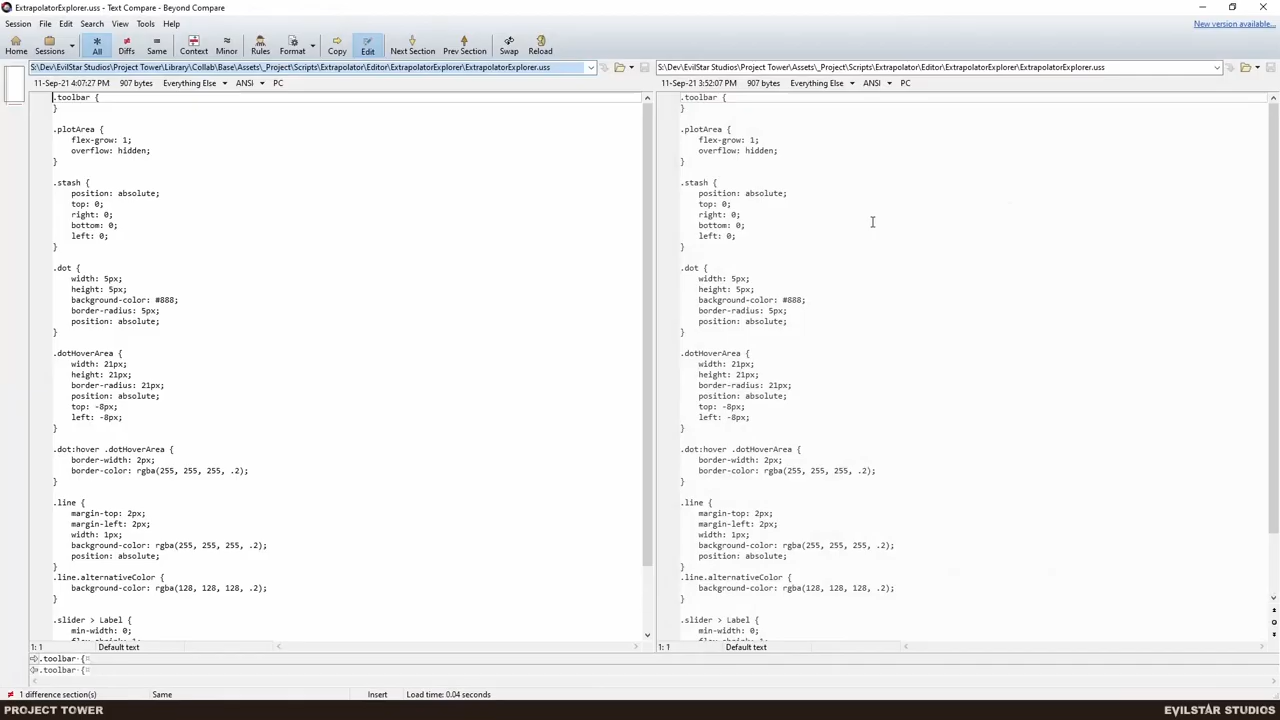 ExtrapolatorExplorer.uss - Text Compare - Beyond Compare
Session File Edit Search View Tools Help
New version available...
Home Sessions All Diffs Same Context Minor Rules Format Copy Edit Next Section Prev Section Swap Reload
S:\Dev\EvilStar Studios\Project Tower\Library\Collab\Base\Assets\_Project\Scripts\Extrapolator\Editor\ExtrapolatorExplorer\ExtrapolatorExplorer.uss
11-Sep-21 4:07:27 PM 907 bytes Everything Else ANSI PC
.toolbar {
}
.plotArea {
flex-grow: 1;
overflow: hidden;
}
.stash {
position: absolute;
top: 0;
right: 0;
bottom: 0;
left: 0;
}
.dot {
width: 5px;
height: 5px;
background-color: #888;
border-radius: 5px;
position: absolute;
}
.dotHoverArea {
width: 21px;
height: 21px;
border-radius: 21px;
position: absolute;
top: -8px;
left: -8px;
}
.dot:hover .dotHoverArea {
border-width: 2px;
border-color: rgba(255, 255, 255, .2);
}
.line {
margin-top: 2px;
margin-left: 2px;
width: 1px;
background-color: rgba(255, 255, 255, .2);
position: absolute;
}
.line.alternativeColor {
background-color: rgba(128, 128, 128, .2);
}
.slider > Label {
min-width: 0;
1: 1 Default text
S:\Dev\EvilStar Studios\Project Tower\Assets\_Project\Scripts\Extrapolator\Editor\ExtrapolatorExplorer\ExtrapolatorExplorer.uss
11-Sep-21 3:52:07 PM 907 bytes Everything Else ANSI PC
.toolbar {
}
.plotArea {
flex-grow: 1;
overflow: hidden;
}
.stash {
position: absolute;
top: 0;
right: 0;
bottom: 0;
left: 0;
}
.dot {
width: 5px;
height: 5px;
background-color: #888;
border-radius: 5px;
position: absolute;
}
.dotHoverArea {
width: 21px;
height: 21px;
border-radius: 21px;
position: absolute;
top: -8px;
left: -8px;
}
.dot:hover .dotHoverArea {
border-width: 2px;
border-color: rgba(255, 255, 255, .2);
}
.line {
margin-top: 2px;
margin-left: 2px;
width: 1px;
background-color: rgba(255, 255, 255, .2);
position: absolute;
}
.line.alternativeColor {
background-color: rgba(128, 128, 128, .2);
}
.slider > Label {
min-width: 0;
1: 1 Default text
.toolbar·{¤
.toolbar·{¤
1 difference section(s) Same Insert Load time: 0.04 seconds
PROJECT TOWER EVILSTAR STUDIOS